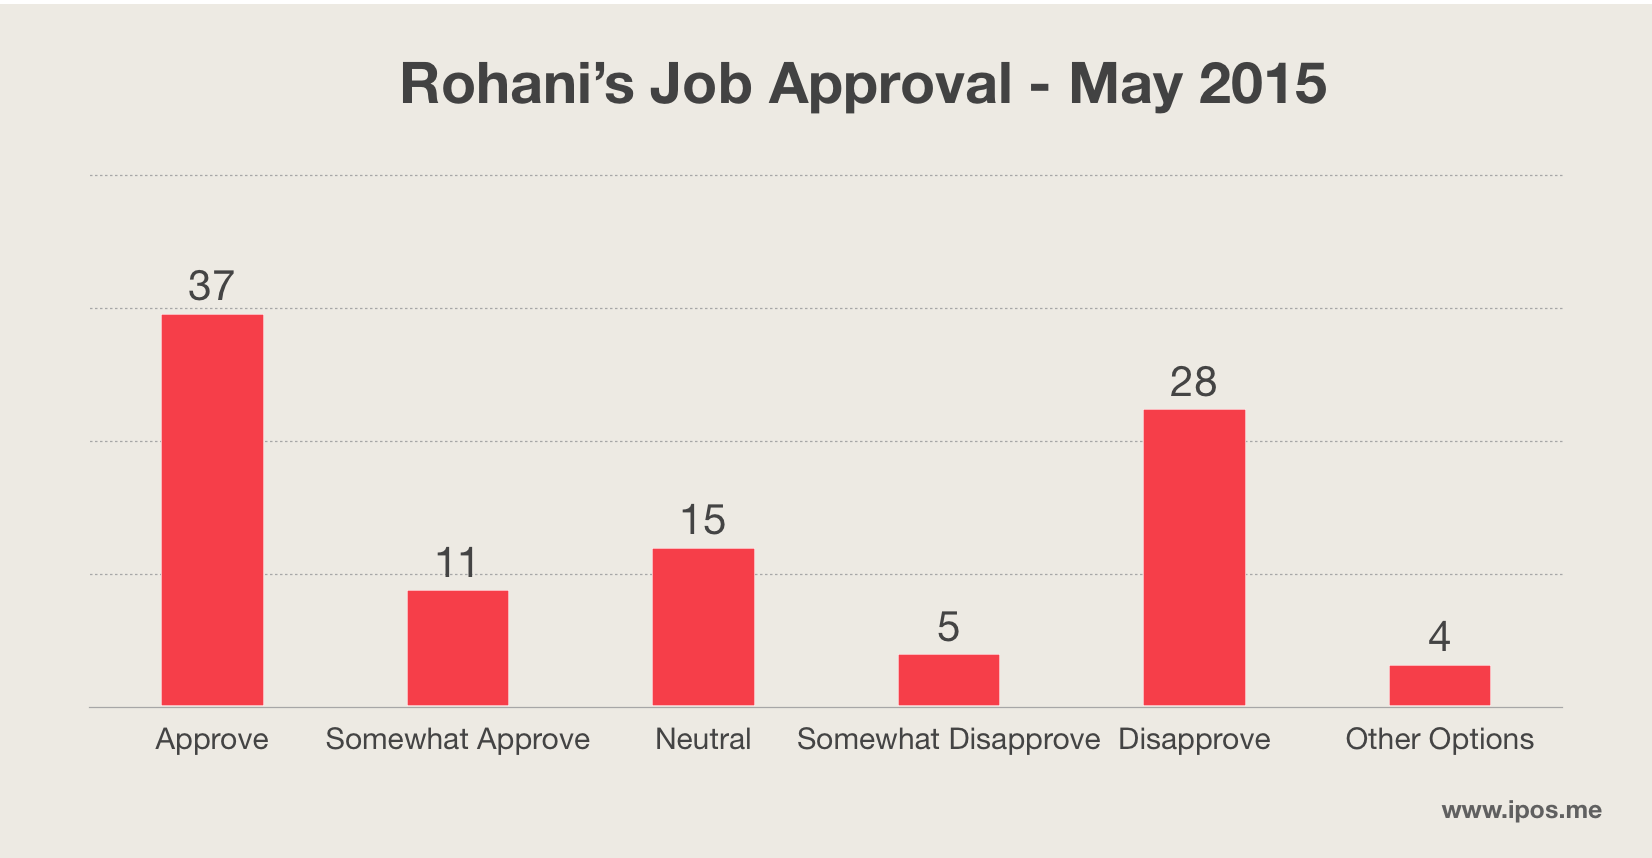 Rohani’s Job Approval - May 2015
37
11
15
5
28
4
Approve
Somewhat Approve
Neutral
Somewhat Disapprove
Disapprove
Other Options
www.ipos.me